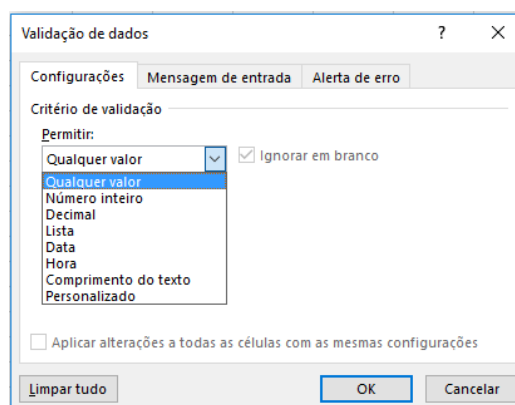 Validação de dados ? X
Configurações Mensagem de entrada Alerta de erro
Critério de validação
Permitir:
Qualquer valor Ignorar em branco
Qualquer valor
Número inteiro
Decimal
Lista
Data
Hora
Comprimento do texto
Personalizado
Aplicar alterações a todas as células com as mesmas configurações
Limpar tudo OK Cancelar